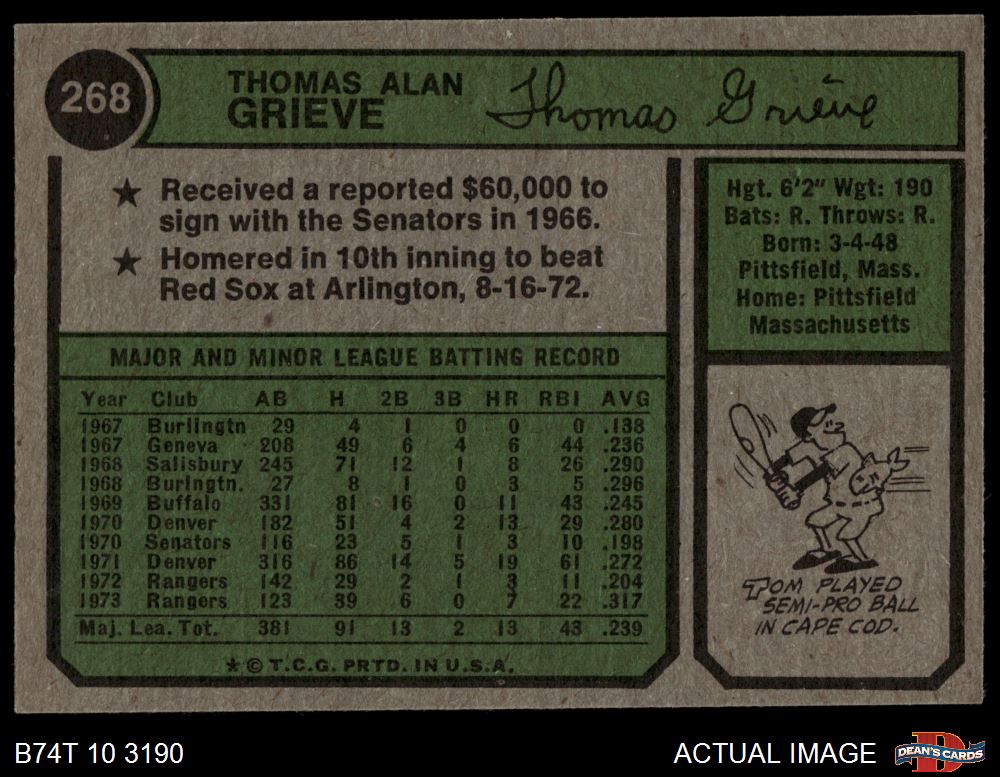 268
THOMAS ALAN
GRIEVE
Thomas Grieve
★ Received a reported $60,000 to
sign with the Senators in 1966.
★ Homered in 10th inning to beat
Red Sox at Arlington, 8-16-72.
Hgt. 6'2" Wgt: 190
Bats: R. Throws: R.
Born: 3-4-48
Pittsfield, Mass.
Home: Pittsfield
Massachusetts
MAJOR AND MINOR LEAGUE BATTING RECORD
Year Club AB H 2B 3B HR RBI AVG
1967 Burlingtn 29 4 1 0 0 0 .138
1967 Geneva 208 49 6 4 6 44 .236
1968 Salisbury 245 71 12 1 8 26 .290
1968 Burlngtn. 27 8 1 0 3 5 .296
1969 Buffalo 331 81 16 0 11 43 .245
1970 Denver 182 51 4 2 13 29 .280
1970 Senators 116 23 5 1 3 10 .198
1971 Denver 316 86 14 5 19 61 .272
1972 Rangers 142 29 2 1 3 11 .204
1973 Rangers 123 39 6 0 7 22 .317
Maj. Lea. Tot. 381 91 13 2 13 43 .239
★ © T.C.G. PRTD. IN U.S.A.
TOM PLAYED
SEMI-PRO BALL
IN CAPE COD.
B74T 10 3190
ACTUAL IMAGE
DEAN'S CARDS